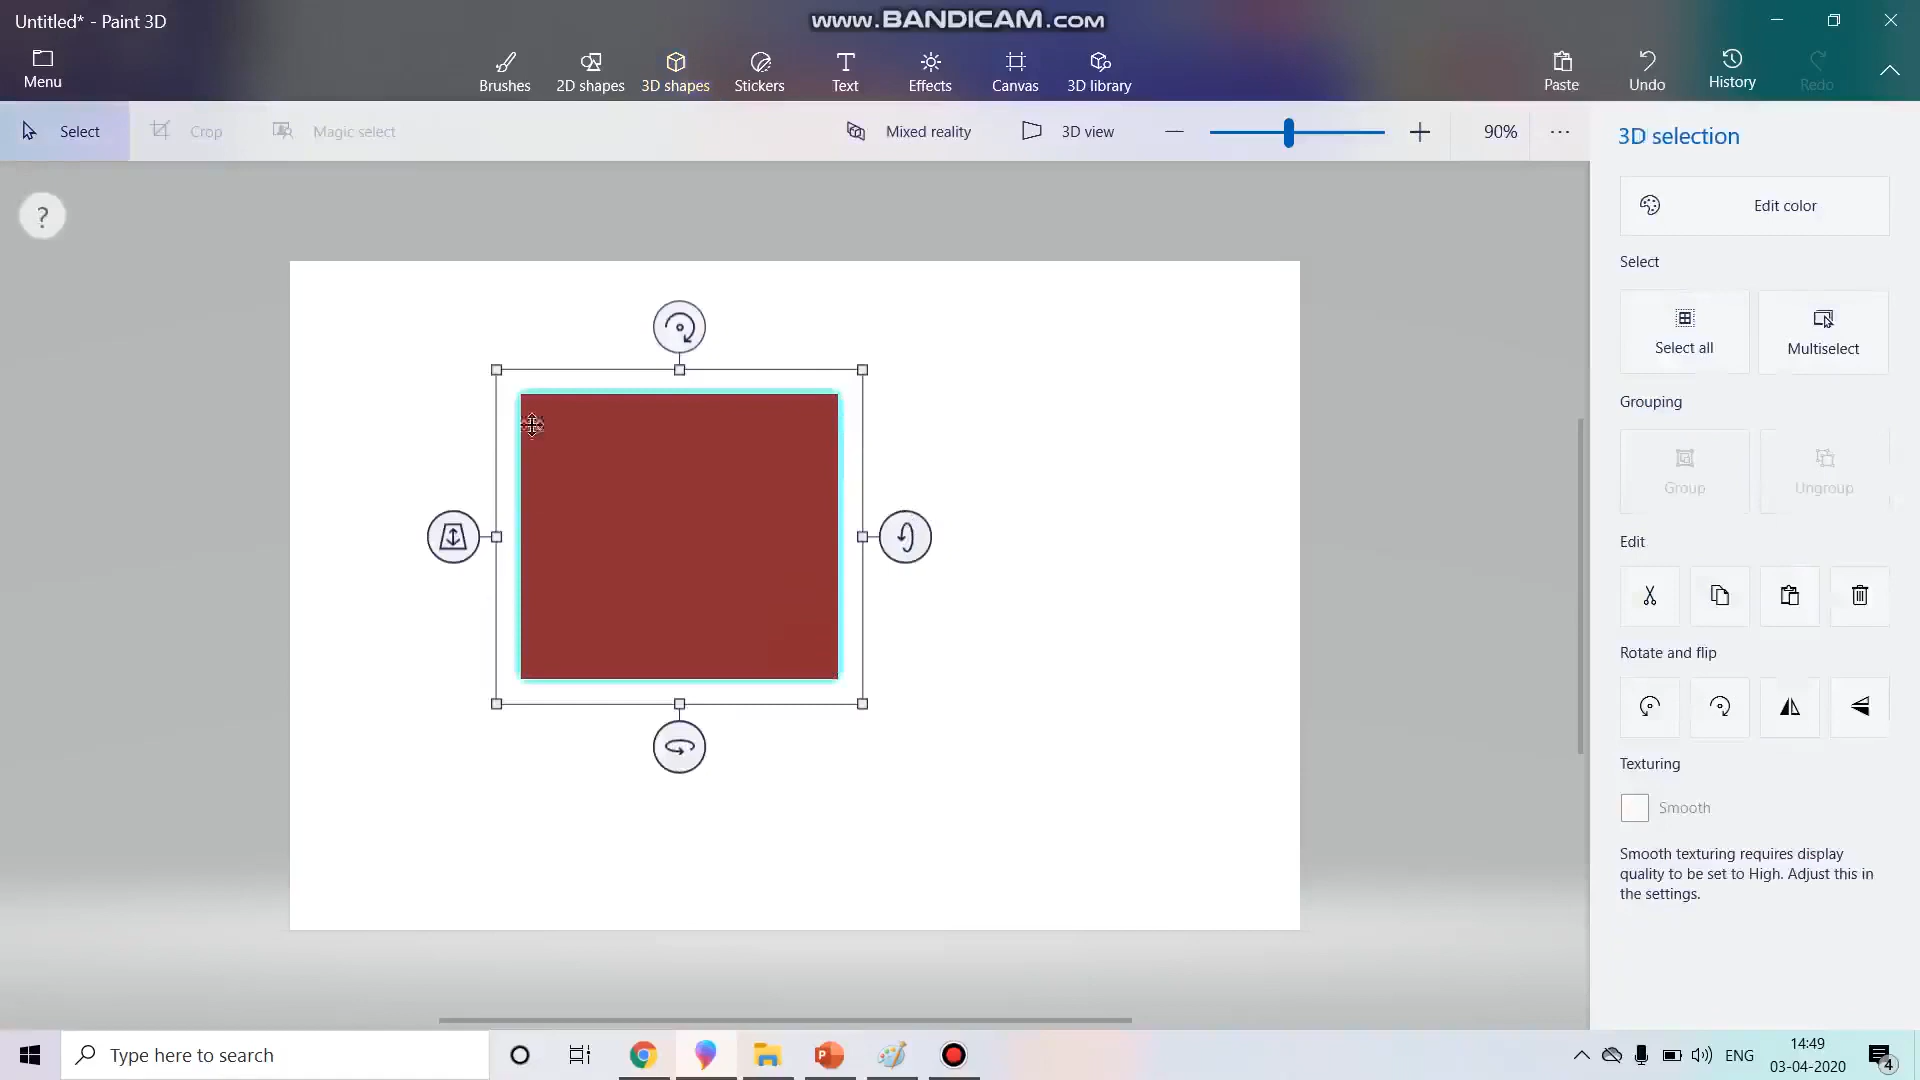 Untitled* - Paint 3D
www.BANDICAM.com
Menu
Brushes
2D shapes
3D shapes
Stickers
Text
Effects
Canvas
3D library
Paste
Undo
History
Redo
Select
Crop
Magic select
Mixed reality
3D view
90%
?
3D selection
Edit color
Select
Select all
Multiselect
Grouping
Group
Ungroup
Edit
Rotate and flip
Texturing
Smooth
Smooth texturing requires display
quality to be set to High. Adjust this in
the settings.
Type here to search
ENG
14:49
03-04-2020
4